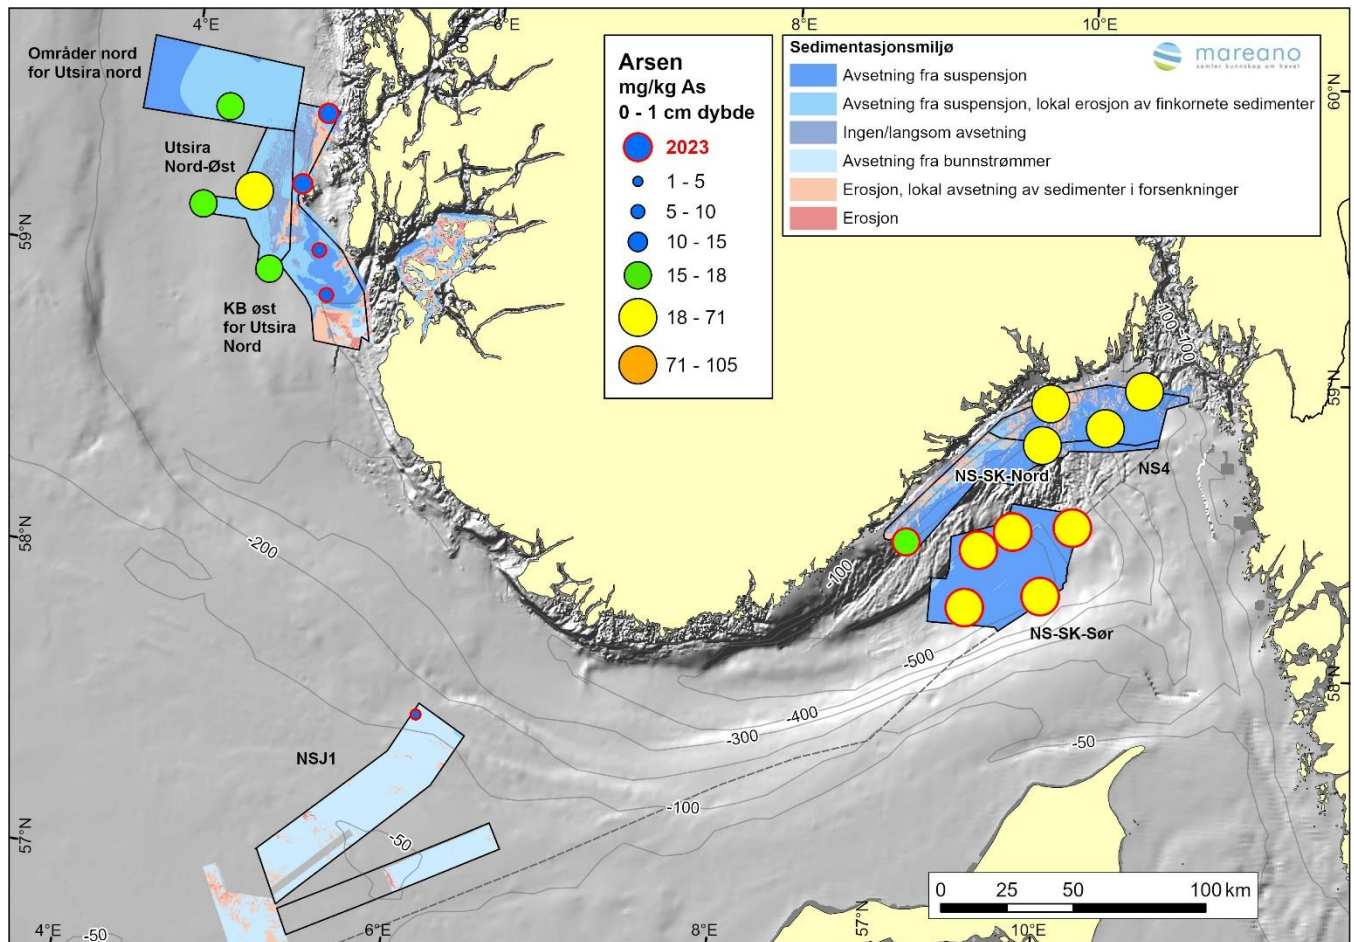 4°E
6°E
8°E
10°E
60°N
Områder nord
for Utsira nord
Utsira
Nord-Øst
59°N
KB øst
for Utsira
Nord
Arsen
mg/kg As
0 - 1 cm dybde
2023
1 - 5
5 - 10
10 - 15
15 - 18
18 - 71
71 - 105
Sedimentasjonsmiljø
mareano
samler kunnskap om havet
Avsetning fra suspensjon
Avsetning fra suspensjon, lokal erosjon av finkornete sedimenter
Ingen/langsom avsetning
Avsetning fra bunnstrømmer
Erosjon, lokal avsetning av sedimenter i forsenkninger
Erosjon
60°N
-100
-100
59°N
NS-SK-Nord
NS4
58°N
-200
-100
NS-SK-Sør
-500
58°N
-400
-300
-50
NSJ1
-100
57°N
-50
0
25
50
100 km
57°N
-50
4°E
6°E
8°E
10°E